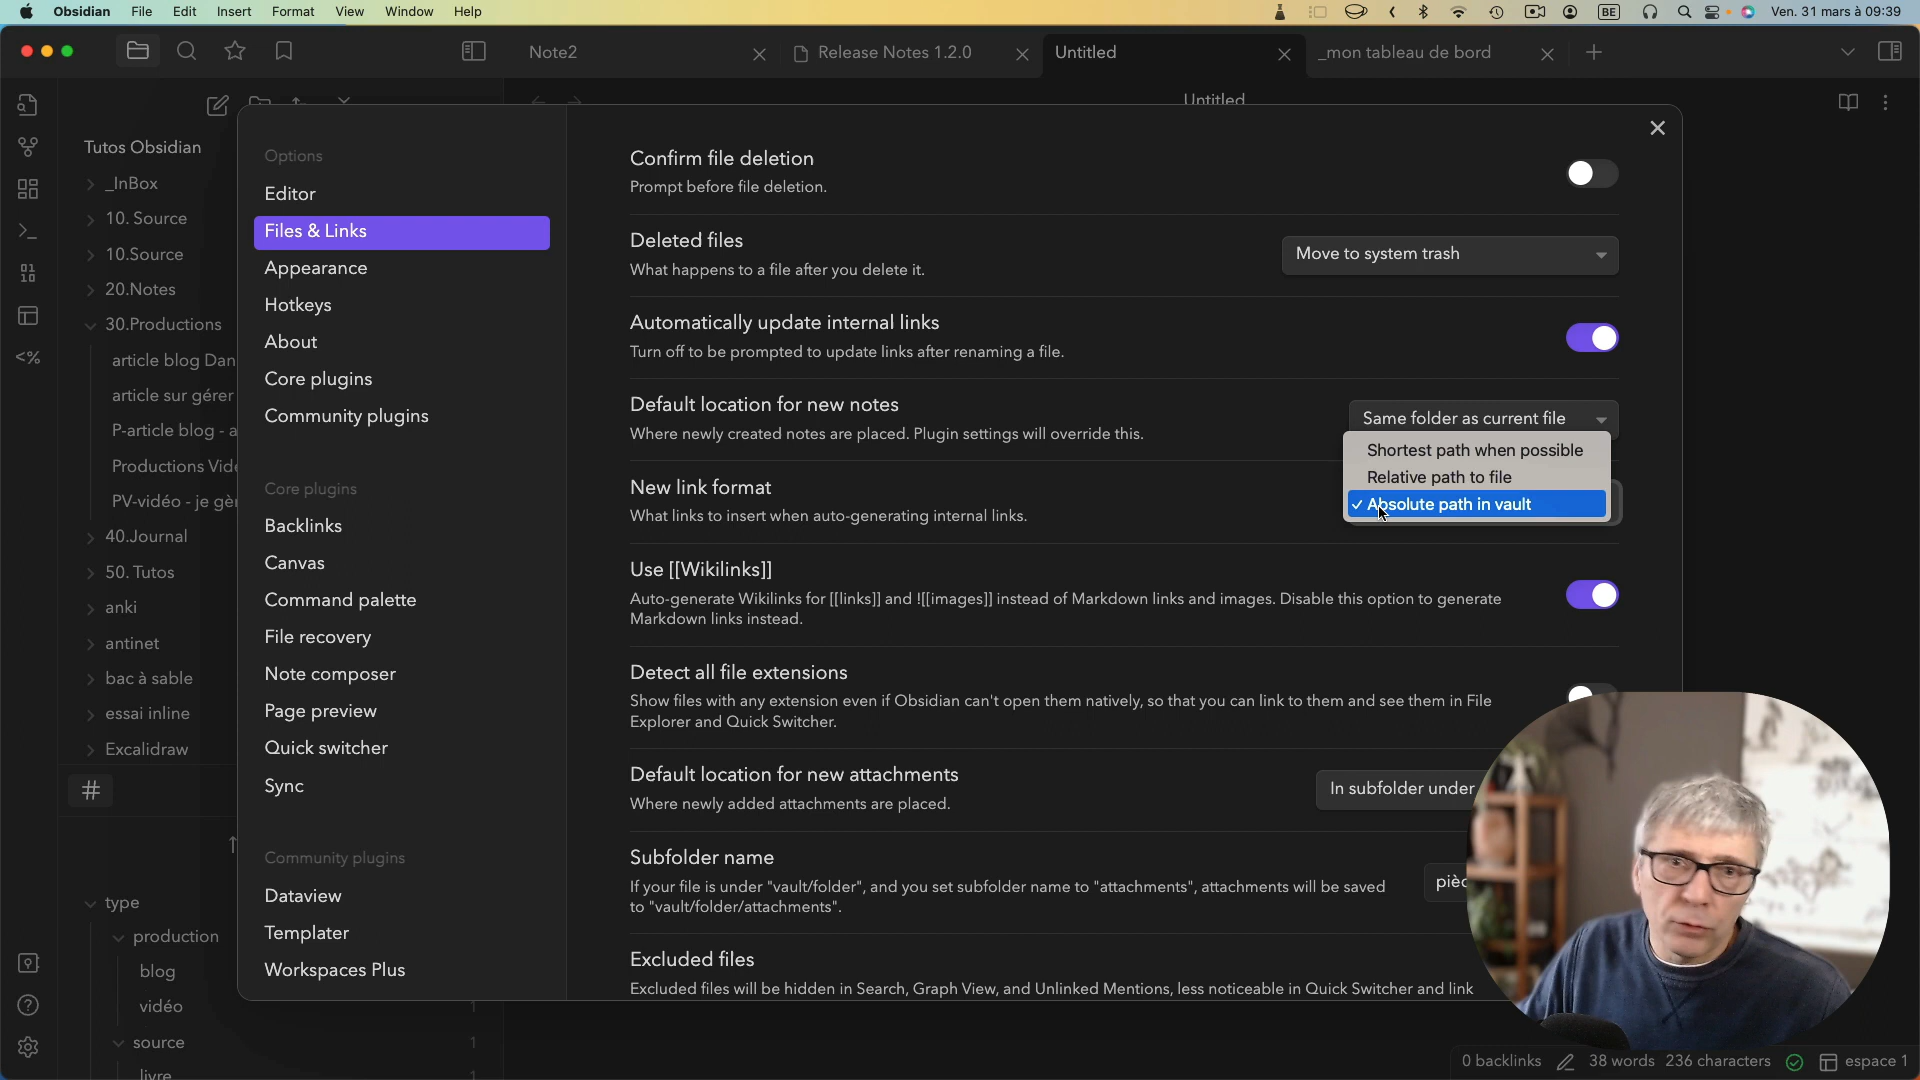 Obsidian File Edit Insert Format View Window Help
BE Ven. 31 mars à 09:39
Note2
Release Notes 1.2.0
Untitled
_mon tableau de bord
Untitled
Tutos Obsidian
_InBox
10. Source
10.Source
20.Notes
30.Productions
article blog Dan
article sur gérer
P-article blog - a
Productions Vidé
PV-vidéo - je gèr
40.Journal
50. Tutos
anki
antinet
bac à sable
essai inline
Excalidraw
#
type
production
blog
vidéo
1
source
1
livre
1
Options
Editor
Files & Links
Appearance
Hotkeys
About
Core plugins
Community plugins
Core plugins
Backlinks
Canvas
Command palette
File recovery
Note composer
Page preview
Quick switcher
Sync
Community plugins
Dataview
Templater
Workspaces Plus
Confirm file deletion
Prompt before file deletion.
Deleted files
What happens to a file after you delete it.
Move to system trash
Automatically update internal links
Turn off to be prompted to update links after renaming a file.
Default location for new notes
Where newly created notes are placed. Plugin settings will override this.
Same folder as current file
New link format
What links to insert when auto-generating internal links.
Shortest path when possible
Relative path to file
✓ Absolute path in vault
Use [[Wikilinks]]
Auto-generate Wikilinks for [[links]] and ![[images]] instead of Markdown links and images. Disable this option to generate
Markdown links instead.
Detect all file extensions
Show files with any extension even if Obsidian can't open them natively, so that you can link to them and see them in File
Explorer and Quick Switcher.
Default location for new attachments
Where newly added attachments are placed.
In subfolder under
Subfolder name
If your file is under "vault/folder", and you set subfolder name to "attachments", attachments will be saved
to "vault/folder/attachments".
pièc
Excluded files
Excluded files will be hidden in Search, Graph View, and Unlinked Mentions, less noticeable in Quick Switcher and link
0 backlinks 38 words 236 characters espace 1